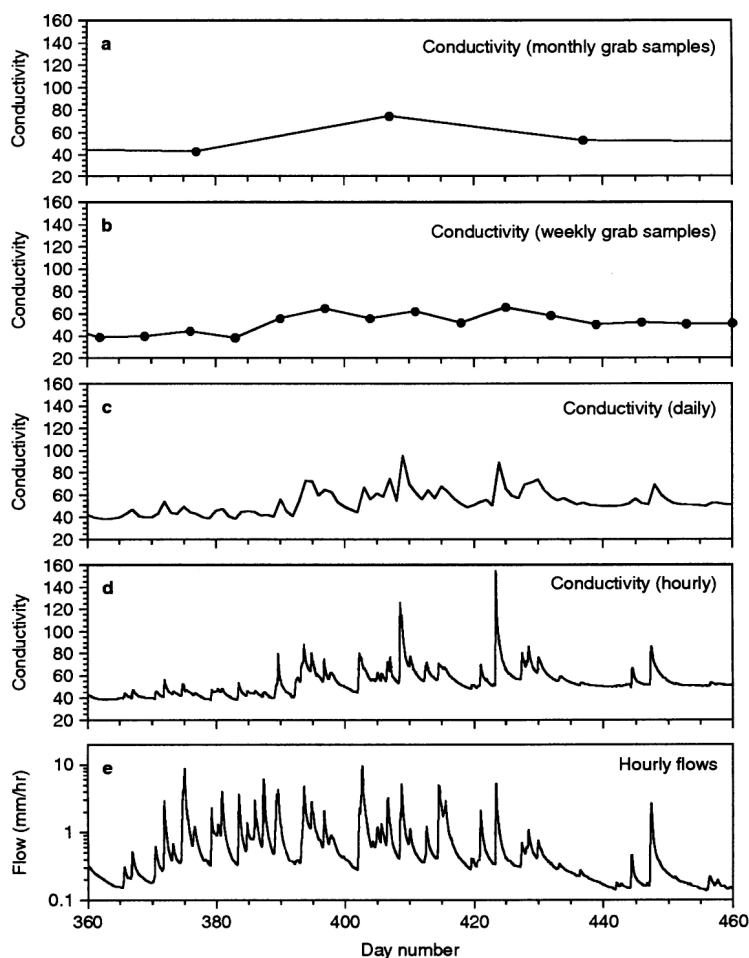 160
140
120
100
80
60
40
20
Conductivity
a
Conductivity (monthly grab samples)
160
140
120
100
80
60
40
20
Conductivity
b
Conductivity (weekly grab samples)
160
140
120
100
80
60
40
20
Conductivity
c
Conductivity (daily)
160
140
120
100
80
60
40
20
Conductivity
d
Conductivity (hourly)
10
1
0.1
Flow (mm/hr)
e
Hourly flows
360 380 400 420 440 460
Day number